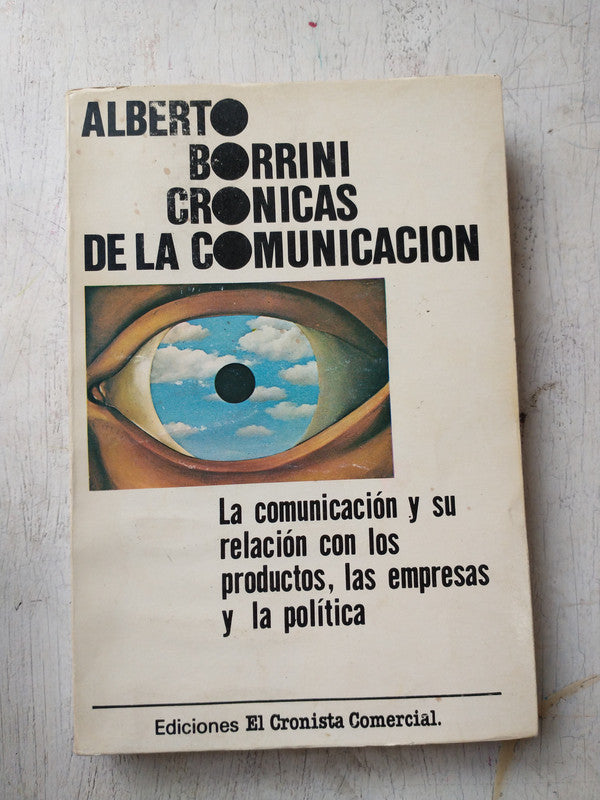 ALBERTO
BORRINI
CRONICAS
DE LA COMUNICACION
La comunicación y su
relación con los
productos, las empresas
y la política
Ediciones El Cronista Comercial.